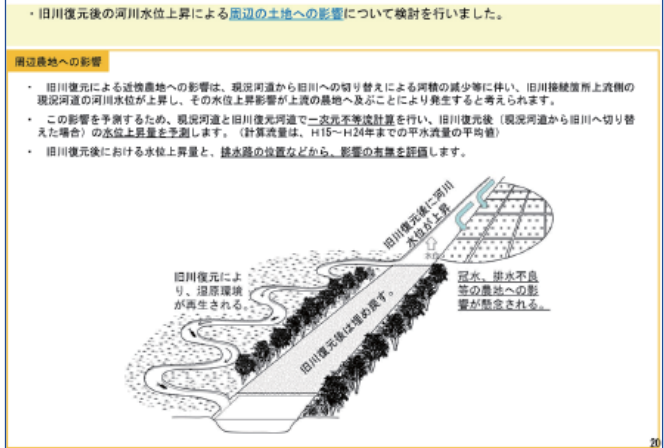 ・旧川復元後の河川水位上昇による周辺の土地への影響について検討を行いました。
周辺農地への影響
・ 旧川復元による近傍農地への影響は、現況河道から旧川への切り替えによる河積の減少等に伴い、旧川接続箇所上流側の
現況河道の河川水位が上昇し、その水位上昇影響が上流の農地へ及ぶことにより発生すると考えられます。
・ この影響を予測するため、現況河道と旧川復元河道で一次元不等流計算を行い、旧川復元後（現況河道から旧川へ切り替
えた場合）の水位上昇量を予測します。（計算流量は、H15～H24年までの平水流量の平均値）
・ 旧川復元後における水位上昇量と、排水路の位置などから、影響の有無を評価します。
旧川復元後に河川
水位が上昇
水位
旧川復元によ
り、湿原環境
が再生される。
冠水、排水不良
等の農地への影
響が懸念される。
旧川復元後は埋め戻す。
20